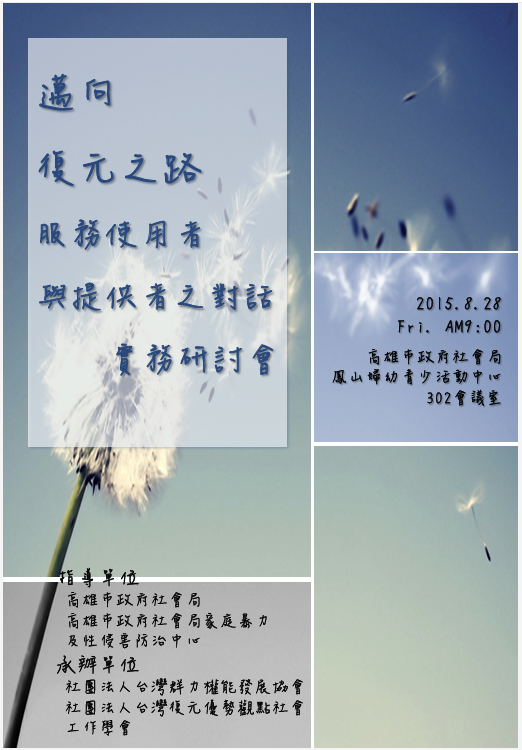 邁向
復元之路
服務使用者
與提供者之對話
實務研討會
2015.8.28
Fri. AM9:00
高雄市政府社會局
鳳山婦幼青少活動中心
302會議室
指導單位
高雄市政府社會局
高雄市政府社會局家庭暴力
及性侵害防治中心
承辦單位
社團法人台灣群力權能發展協會
社團法人台灣復元優勢觀點社會
工作學會